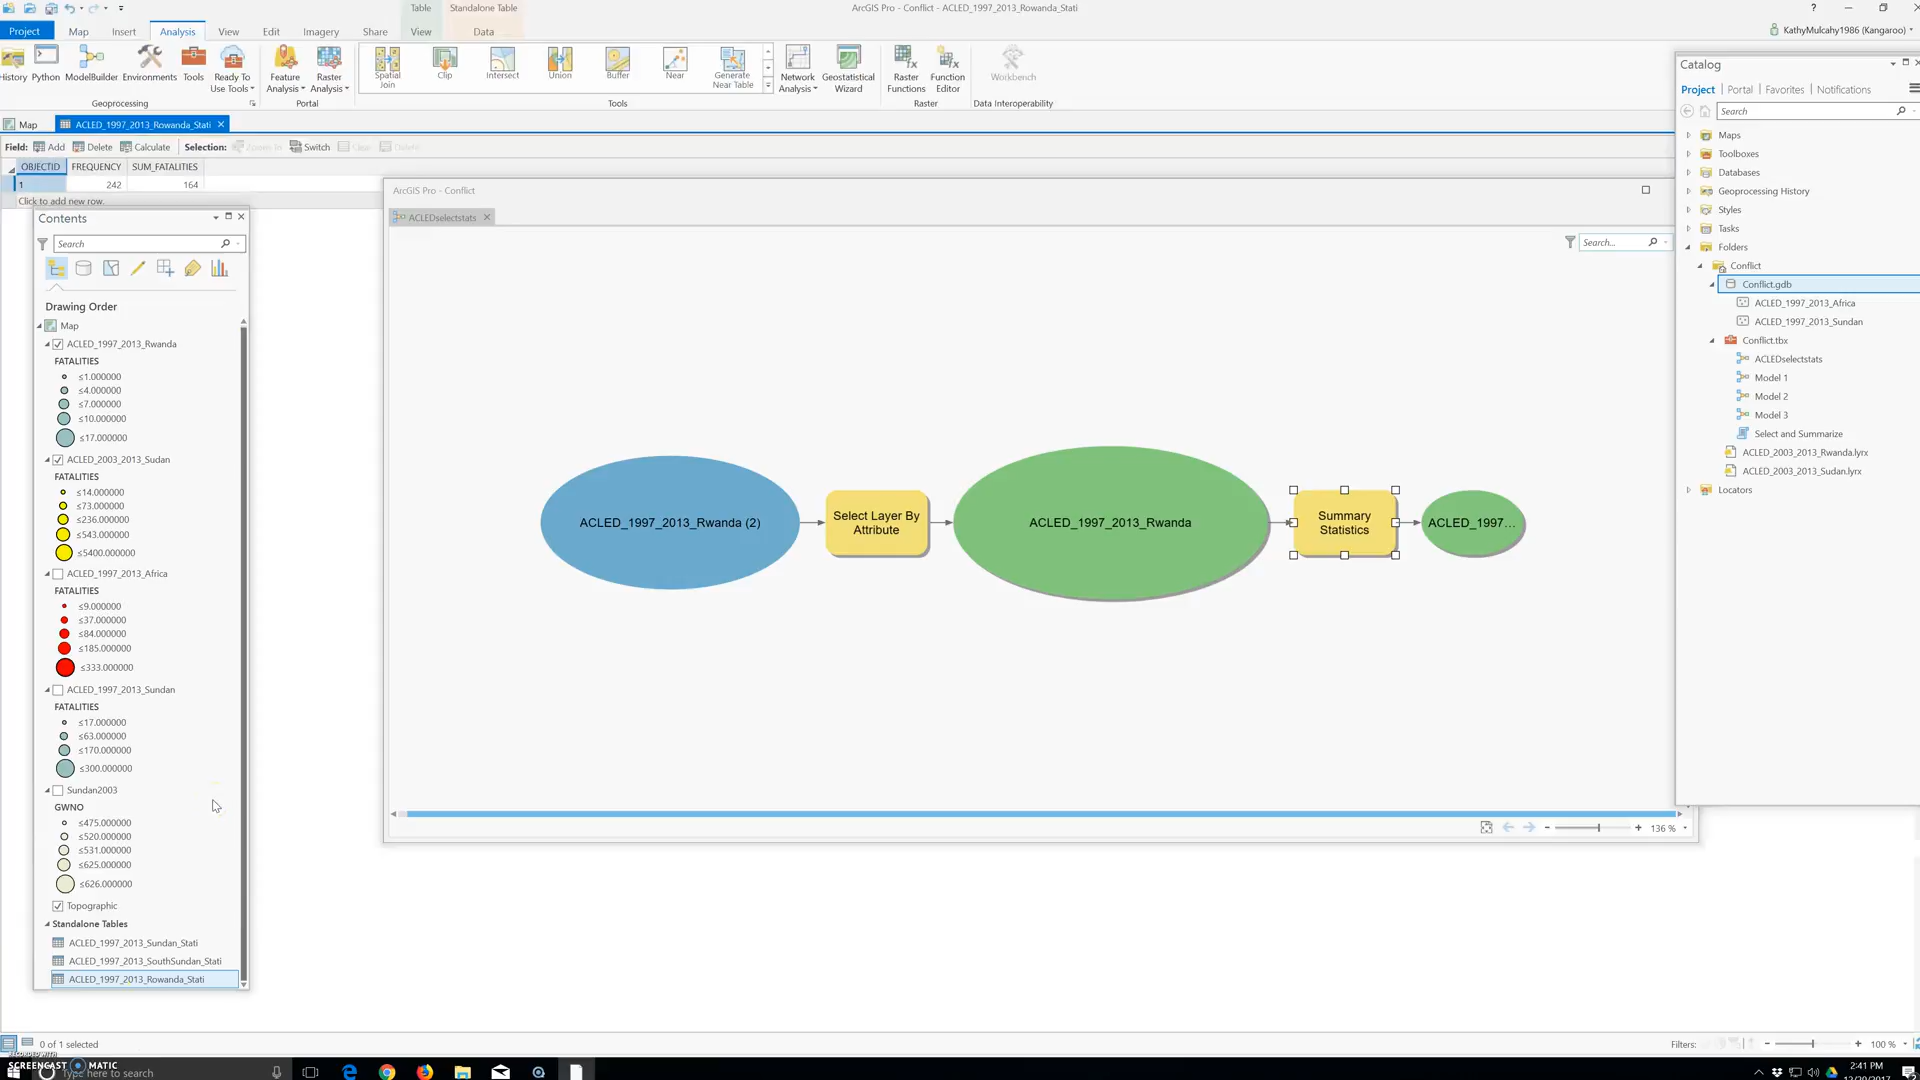 Table
Standalone Table
ArcGIS Pro - Conflict - ACLED_1997_2013_Rowanda_Stati
?
Project
Map
Insert
Analysis
View
Edit
Imagery
Share
View
Data
KathyMulcahy1986 (Kangaroo)
History
Python
ModelBuilder
Environments
Tools
Ready To
Use Tools
Feature
Analysis
Raster
Analysis
Spatial
Join
Clip
Intersect
Union
Buffer
Near
Generate
Near Table
Network
Analysis
Geostatistical
Wizard
Raster
Functions
Function
Editor
Workbench
Geoprocessing
Portal
Tools
Raster
Data Interoperability
Map
ACLED_1997_2013_Rowanda_Stati
Field: Add Delete Calculate Selection: Zoom To Switch Clear Delete
OBJECTID FREQUENCY SUM_FATALITIES
1 242 164
Click to add new row.
Contents
Search
Drawing Order
Map
ACLED_1997_2013_Rwanda
FATALITIES
≤1.000000
≤4.000000
≤7.000000
≤10.000000
≤17.000000
ACLED_2003_2013_Sudan
FATALITIES
≤14.000000
≤73.000000
≤236.000000
≤543.000000
≤5400.000000
ACLED_1997_2013_Africa
FATALITIES
≤9.000000
≤37.000000
≤84.000000
≤185.000000
≤333.000000
ACLED_1997_2013_Sundan
FATALITIES
≤17.000000
≤63.000000
≤170.000000
≤300.000000
Sundan2003
GWNO
≤475.000000
≤520.000000
≤531.000000
≤625.000000
≤626.000000
Topographic
Standalone Tables
ACLED_1997_2013_Sundan_Stati
ACLED_1997_2013_SouthSundan_Stati
ACLED_1997_2013_Rowanda_Stati
ArcGIS Pro - Conflict
ACLEDselectstats
Search...
ACLED_1997_2013_Rwanda (2)
Select Layer By
Attribute
ACLED_1997_2013_Rwanda
Summary
Statistics
ACLED_1997...
136 %
Catalog
Project Portal Favorites Notifications
Search
Maps
Toolboxes
Databases
Geoprocessing History
Styles
Tasks
Folders
Conflict
Conflict.gdb
ACLED_1997_2013_Africa
ACLED_1997_2013_Sundan
Conflict.tbx
ACLEDselectstats
Model 1
Model 2
Model 3
Select and Summarize
ACLED_2003_2013_Rwanda.lyrx
ACLED_2003_2013_Sudan.lyrx
Locators
0 of 1 selected
Filters:
100 %
RECORDED WITH
SCREENCAST MATIC
Type here to search
2:41 PM
12/20/2017